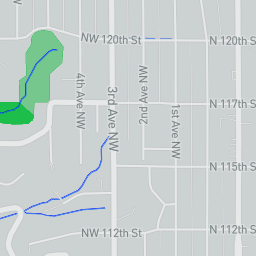 NW 120th St
N 120th St
4th Ave NW
3rd Ave NW
2nd Ave NW
1st Ave NW
N 117th St
N 115th St
NW 112th St
N 112th St